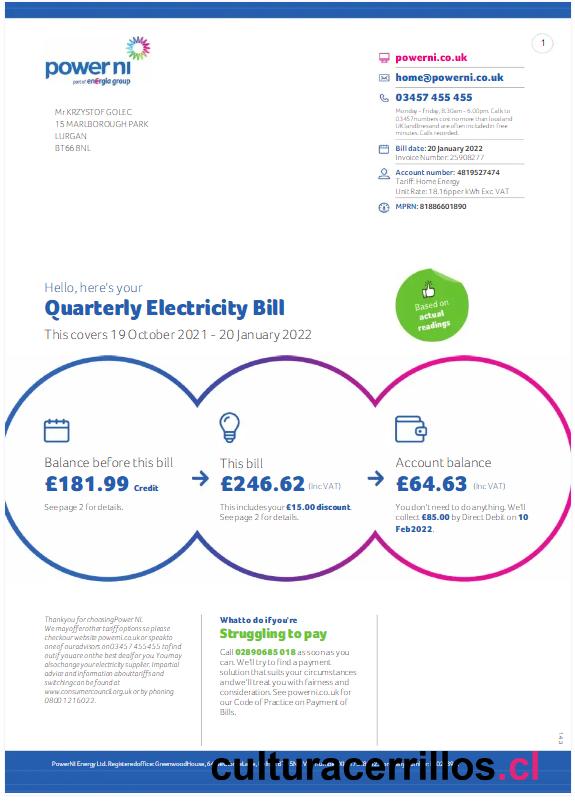 1
power ni
part of energia group
powerni.co.uk
home@powerni.co.uk
03457 455 455
Monday - Friday, 8.30am - 6.00pm. Calls to
03457 numbers cost no more than local and
UK landlines and are often included in free
minutes. Calls recorded.
Mr KRZYSTOF GOLEC
15 MARLBOROUGH PARK
LURGAN
BT66 8NL
Bill date: 20 January 2022
Invoice Number: 25908277
Account number: 4819527474
Tariff: Home Energy
Unit Rate: 18.16p per kWh Exc VAT
MPRN: 81886601890
Hello, here's your
Quarterly Electricity Bill
This covers 19 October 2021 - 20 January 2022
Based on
actual
readings
Balance before this bill
£181.99 Credit
See page 2 for details.
This bill
£246.62 (Inc VAT)
This includes your £15.00 discount.
See page 2 for details.
Account balance
£64.63 (Inc VAT)
You don't need to do anything. We'll
collect £85.00 by Direct Debit on 10
Feb 2022.
Thank you for choosing Power NI.
We may offer other tariff options so please
check our website powerni.co.uk or speak to
one of our advisors on 03457 455 455 to find
out if you are on the best deal for you. You may
also change your electricity supplier. Impartial
advice and information about tariffs and
switching can be found at
www.consumercouncil.org.uk or by phoning
0800 121 6022.
What to do if you're
Struggling to pay
Call 02890685 018 as soon as you
can. We'll try to find a payment
solution that suits your circumstances
and we'll treat you with fairness and
consideration. See powerni.co.uk for
our Code of Practice on Payment of
Bills.
PowerNI Energy Ltd. Registered office: Greenwood House, 64
culturacerrillos.cl